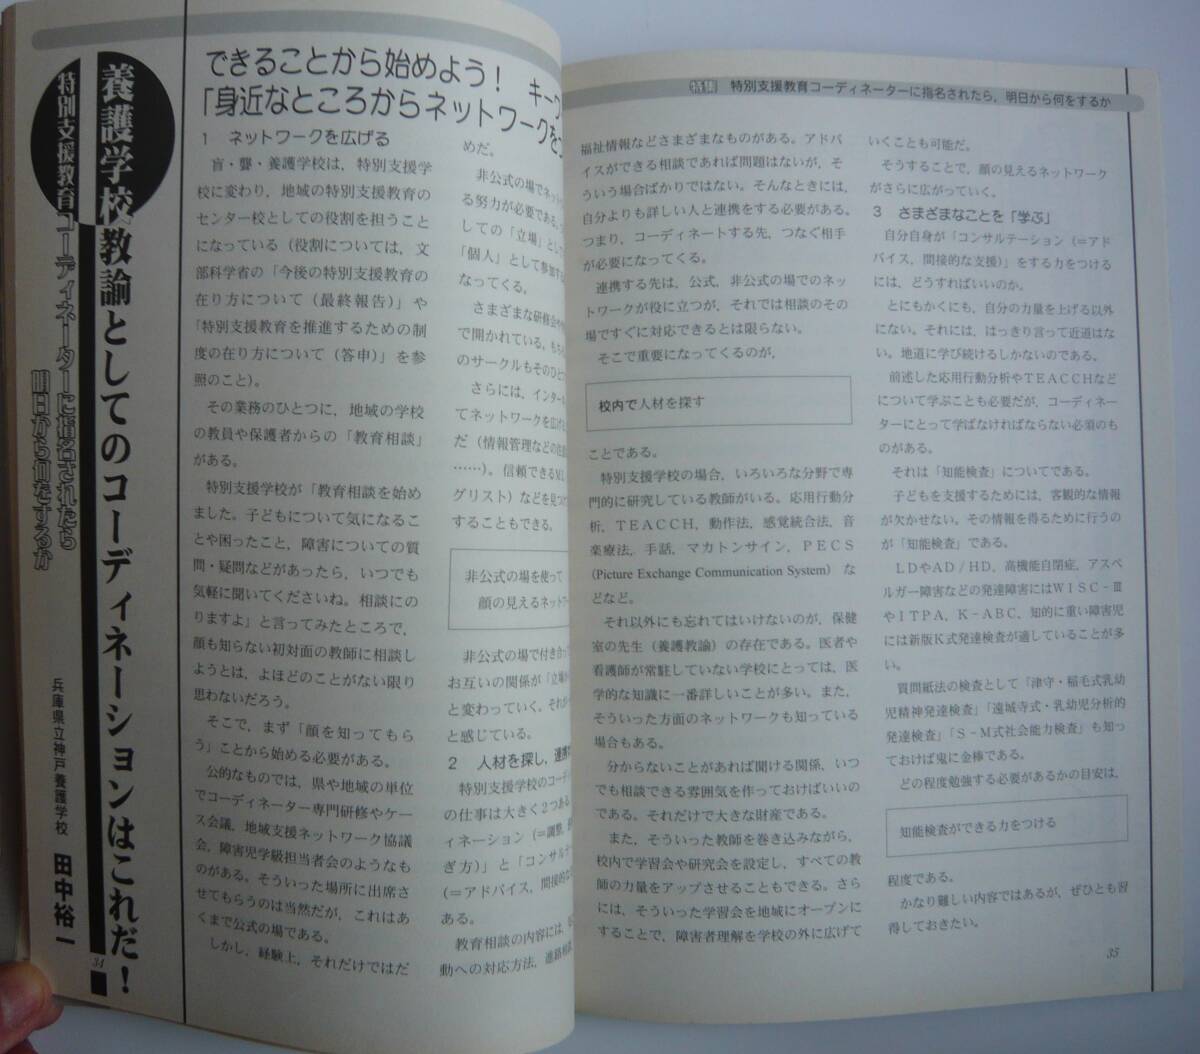 特別支援教育コーディネーターに指名されたら
明日から何をするか
養護学校教諭としてのコーディネーションはこれだ！
兵庫県立神戸養護学校 田中裕一
できることから始めよう！ キーワ
「身近なところからネットワークを
1 ネットワークを広げる
盲・聾・養護学校は，特別支援学
校に変わり，地域の特別支援教育の
センター校としての役割を担うこと
になっている（役割については，文
部科学省の「今後の特別支援教育の
在り方について（最終報告）」や
「特別支援教育を推進するための制
度の在り方について（答申）」を参
照のこと）。
その業務のひとつに，地域の学校
の教員や保護者からの「教育相談」
がある。
特別支援学校が「教育相談を始め
ました。子どもについて気になるこ
とや困ったこと，障害についての質
問・疑問などがあったら，いつでも
気軽に聞いてくださいね。相談にの
りますよ」と言ってみたところで，
顔も知らない初対面の教師に相談し
ようとは，よほどのことがない限り
思わないだろう。
そこで，まず「顔を知ってもら
う」ことから始める必要がある。
公的なものでは，県や地域の単位
でコーディネーター専門研修やケー
ス会議，地域支援ネットワーク協議
会，障害児学級担当者会のようなも
のがある。そういった場所に出席さ
せてもらうのは当然だが，これはあ
くまで公式の場である。
しかし，経験上，それだけではだ
めだ。
非公式の場でネット
る努力が必要である。
しての「立場」として
「個人」として参加する
なってくる。
さまざまな研修会や
で開かれている。もちろ
のサークルもそのひとつ
さらには，インター
てネットワークを広げる
だ（情報管理などの
……）。信頼できるＭＬ
グリスト）などを見つ
することもできる。
非公式の場を使って
顔の見えるネットワー
非公式の場で付き合っ
お互いの関係が「立場
と変わっていく。それが
と感じている。
2 人材を探し，連携
特別支援学校のコーデ
の仕事は大きく２つある
ィネーション（＝調整，
ぎ方）」と「コンサルテー
（＝アドバイス，間接的な
ある。
教育相談の内容には，
動への対応方法，進路相談，
34
特集 特別支援教育コーディネーターに指名されたら，明日から何をするか
福祉情報などさまざまなものがある。アドバ
イスができる相談であれば問題はないが，そ
ういう場合ばかりではない。そんなときには，
自分よりも詳しい人と連携をする必要がある。
つまり，コーディネートする先，つなぐ相手
が必要になってくる。
連携する先は，公式，非公式の場でのネッ
トワークが役に立つが，それでは相談のその
場ですぐに対応できるとは限らない。
そこで重要になってくるのが，
校内で人材を探す
ことである。
特別支援学校の場合，いろいろな分野で専
門的に研究している教師がいる。応用行動分
析，ＴＥＡＣＣＨ，動作法，感覚統合法，音
楽療法，手話，マカトンサイン，ＰＥＣＳ
(Picture Exchange Communication System) な
どなど。
それ以外にも忘れてはいけないのが，保健
室の先生（養護教諭）の存在である。医者や
看護師が常駐していない学校にとっては，医
学的な知識に一番詳しいことが多い。また，
そういった方面のネットワークも知っている
場合もある。
分からないことがあれば聞ける関係，いつ
でも相談できる雰囲気を作っておけばいいの
である。それだけで大きな財産である。
また，そういった教師を巻き込みながら，
校内で学習会や研究会を設定し，すべての教
師の力量をアップさせることもできる。さら
には，そういった学習会を地域にオープンに
することで，障害者理解を学校の外に広げて
いくことも可能だ。
そうすることで，顔の見えるネットワーク
がさらに広がっていく。
3 さまざまなことを「学ぶ」
自分自身が「コンサルテーション（＝アド
バイス，間接的な支援）」をする力をつける
には，どうすればいいのか。
とにもかくにも，自分の力量を上げる以外
にない。それには，はっきり言って近道はな
い。地道に学び続けるしかないのである。
前述した応用行動分析やＴＥＡＣＣＨなど
について学ぶことも必要だが，コーディネー
ターにとって学ばなければならない必須のも
のがある。
それは「知能検査」についてである。
子どもを支援するためには，客観的な情報
が欠かせない。その情報を得るために行うの
が「知能検査」である。
ＬＤやＡＤ/ＨＤ，高機能自閉症，アスペ
ルガー障害などの発達障害にはＷＩＳＣ-Ⅲ
やＩＴＰＡ，Ｋ-ＡＢＣ，知的に重い障害児
には新版Ｋ式発達検査が適していることが多
い。
質問紙法の検査として「津守・稲毛式乳幼
児精神発達検査」「遠城寺式・乳幼児分析的
発達検査」「Ｓ-Ｍ式社会能力検査」も知っ
ておけば鬼に金棒である。
どの程度勉強する必要があるかの目安は，
知能検査ができる力をつける
程度である。
かなり難しい内容ではあるが，ぜひとも習
得しておきたい。
35